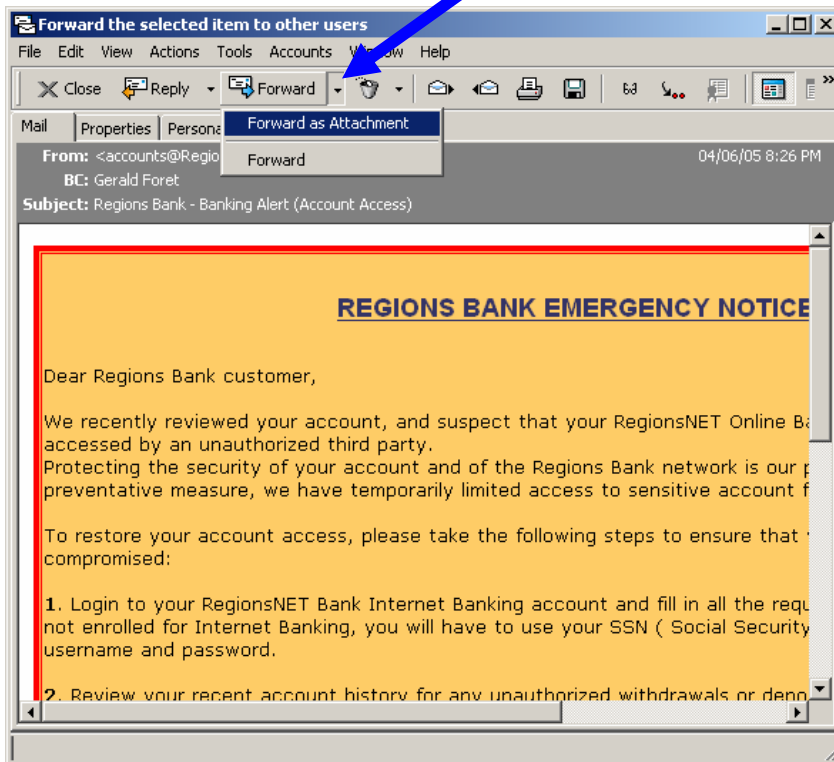 Forward the selected item to other users
File Edit View Actions Tools Accounts Window Help
Close Reply Forward
Forward as Attachment
Forward
Mail Properties
From: <accounts@Regio 04/06/05 8:26 PM
BC: Gerald Foret
Subject: Regions Bank - Banking Alert (Account Access)
REGIONS BANK EMERGENCY NOTICE
Dear Regions Bank customer,
We recently reviewed your account, and suspect that your RegionsNET Online
accessed by an unauthorized third party.
Protecting the security of your account and of the Regions Bank network is our
preventative measure, we have temporarily limited access to sensitive account
To restore your account access, please take the following steps to ensure that
compromised:
1. Login to your RegionsNET Bank Internet Banking account and fill in all the requ
not enrolled for Internet Banking, you will have to use your SSN ( Social Security
username and password.
2. Review your recent account history for any unauthorized withdrawals or